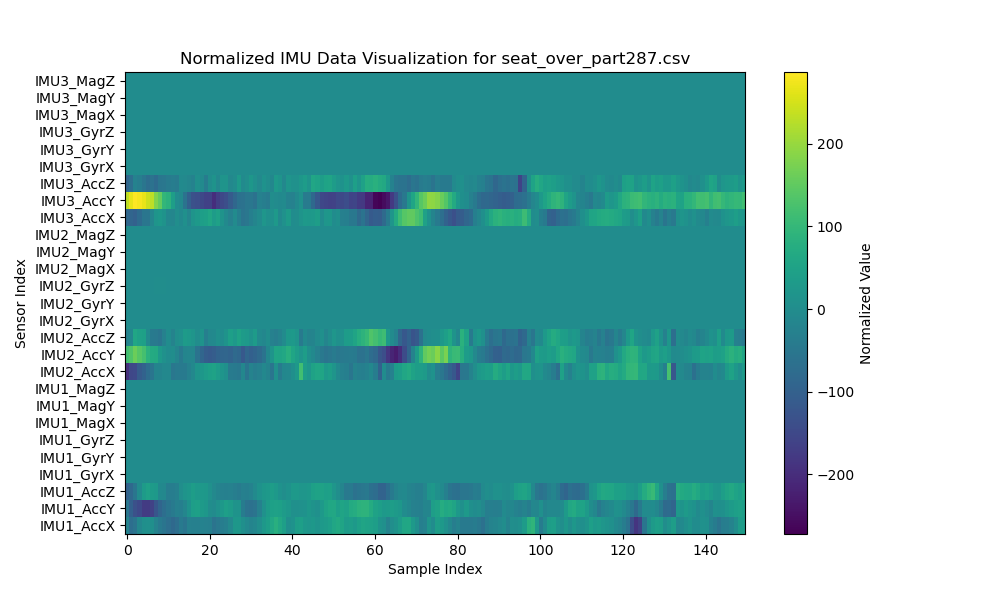 Normalized IMU Data Visualization for seat_over_part287.csv
IMU3_MagZ
IMU3_MagY
IMU3_MagX
IMU3_GyrZ
IMU3_GyrY
IMU3_GyrX
IMU3_AccZ
IMU3_AccY
IMU3_AccX
IMU2_MagZ
IMU2_MagY
IMU2_MagX
IMU2_GyrZ
IMU2_GyrY
IMU2_GyrX
IMU2_AccZ
IMU2_AccY
IMU2_AccX
IMU1_MagZ
IMU1_MagY
IMU1_MagX
IMU1_GyrZ
IMU1_GyrY
IMU1_GyrX
IMU1_AccZ
IMU1_AccY
IMU1_AccX
Sensor Index
0 20 40 60 80 100 120 140
Sample Index
200
100
0
−100
−200
Normalized Value